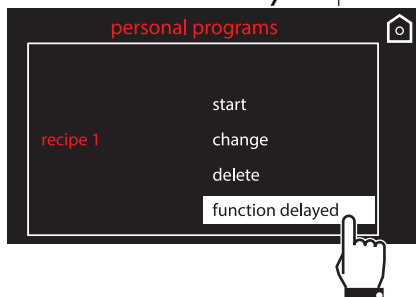 personal programs
start
recipe 1
change
delete
function delayed